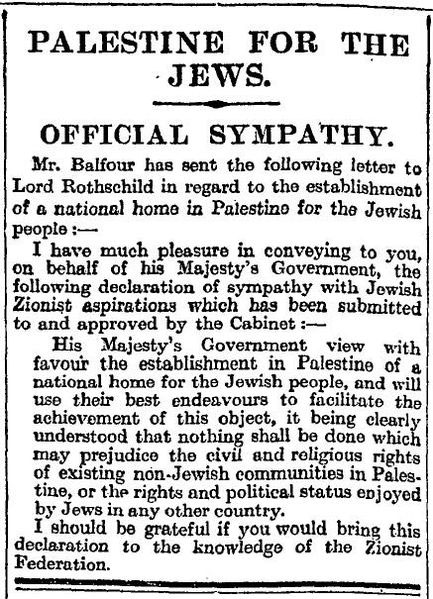 PALESTINE FOR THE
JEWS.
OFFICIAL SYMPATHY.
Mr. Balfour has sent the following letter to
Lord Rothschild in regard to the establishment
of a national home in Palestine for the Jewish
people :—
I have much pleasure in conveying to you,
on behalf of his Majesty's Government, the
following declaration of sympathy with Jewish
Zionist aspirations which has been submitted
to and approved by the Cabinet :—
His Majesty's Government view with
favour the establishment in Palestine of a
national home for the Jewish people, and will
use their best endeavours to facilitate the
achievement of this object, it being clearly
understood that nothing shall be done which
may prejudice the civil and religious rights
of existing non-Jewish communities in Pales-
tine, or the rights and political status enjoyed
by Jews in any other country.
I should be grateful if you would bring this
declaration to the knowledge of the Zionist
Federation.